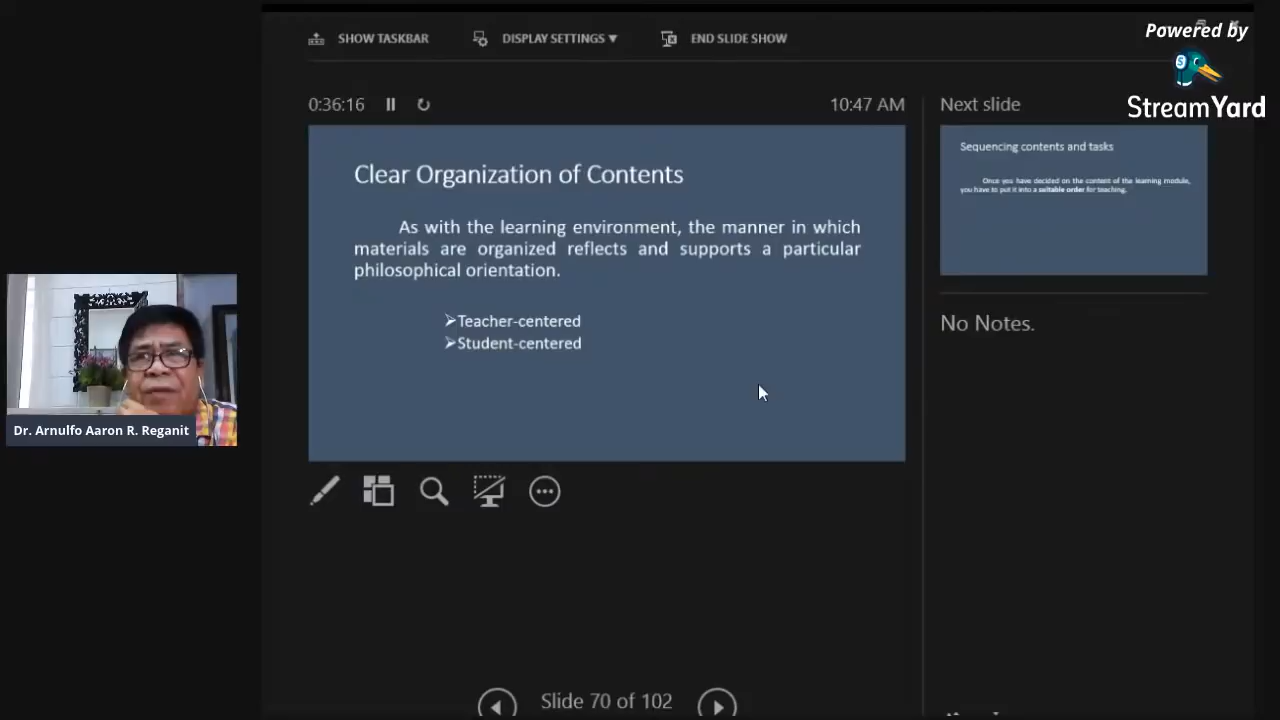 SHOW TASKBAR DISPLAY SETTINGS ▼ END SLIDE SHOW
Powered by
StreamYard
0:36:16 10:47 AM Next slide
Clear Organization of Contents
As with the learning environment, the manner in which
materials are organized reflects and supports a particular
philosophical orientation.
➢Teacher-centered
➢Student-centered
Sequencing contents and tasks
Once you have decided on the content of the learning module,
you have to put it into a suitable order for teaching.
No Notes.
Dr. Arnulfo Aaron R. Reganit
Slide 70 of 102